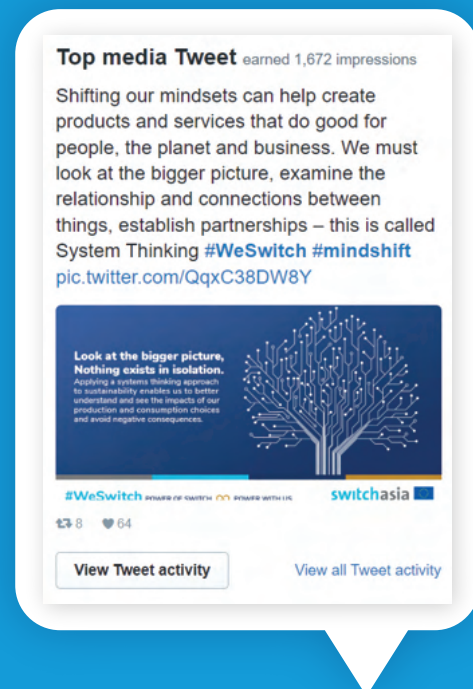 Top media Tweet earned 1,672 impressions
Shifting our mindsets can help create
products and services that do good for
people, the planet and business. We must
look at the bigger picture, examine the
relationship and connections between
things, establish partnerships – this is called
System Thinking #WeSwitch #mindshift
pic.twitter.com/QqxC38DW8Y
Look at the bigger picture,
Nothing exists in isolation.
Applying a systems thinking approach
to sustainability enables us to better
understand and see the impacts of our
production and consumption choices
and avoid negative consequences.
#WeSwitch POWER OF SWITCH POWER WITH US
switchasia
8 64
View Tweet activity
View all Tweet activity